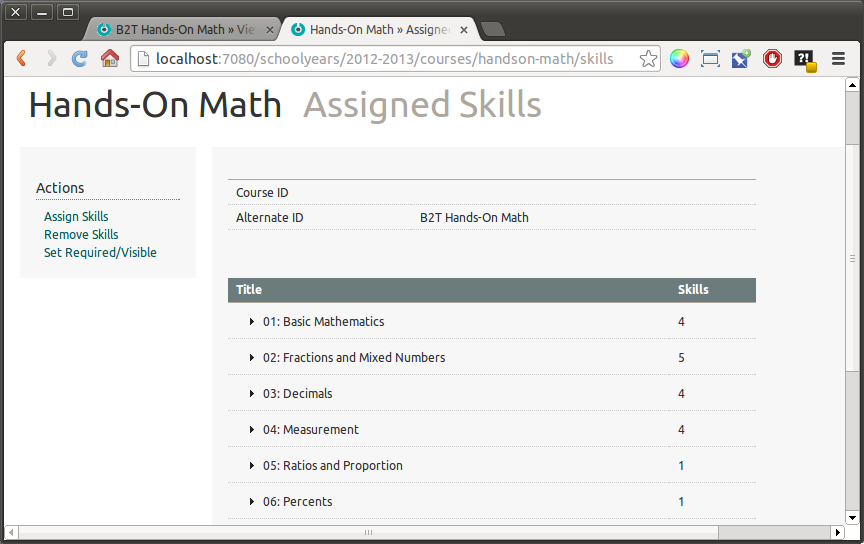 B2T Hands-On Math » Vie
Hands-On Math » Assigne
localhost:7080/schoolyears/2012-2013/courses/handson-math/skills
?!
Hands-On Math Assigned Skills
Actions
Assign Skills
Remove Skills
Set Required/Visible
Course ID
Alternate ID B2T Hands-On Math
Title Skills
01: Basic Mathematics 4
02: Fractions and Mixed Numbers 5
03: Decimals 4
04: Measurement 4
05: Ratios and Proportion 1
06: Percents 1